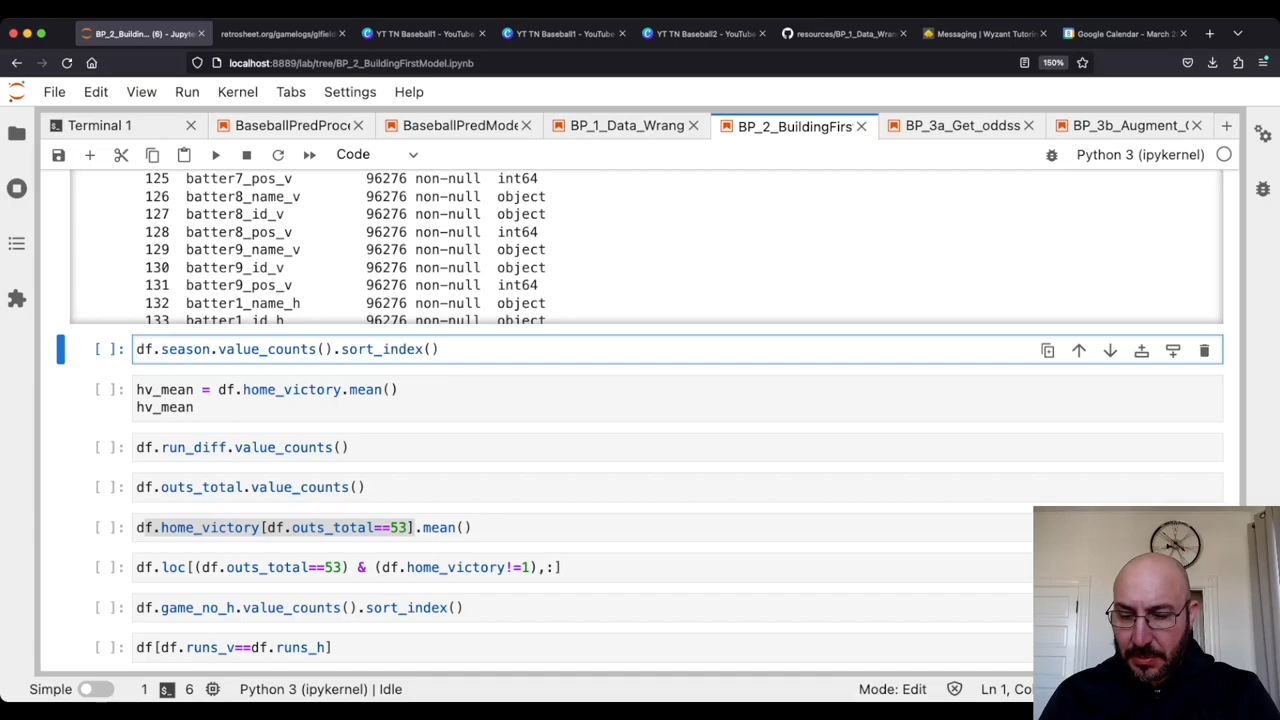 BP_2_Buildin... (6) - Jupyte
retrosheet.org/gamelogs/glfield
YT TN Baseball1 - YouTube
YT TN Baseball1 - YouTube
YT TN Baseball2 - YouTube
resources/BP_1_Data_Wran
Messaging | Wyzant Tutorin
Google Calendar - March 2
localhost:8889/lab/tree/BP_2_BuildingFirstModel.ipynb
150%
File Edit View Run Kernel Tabs Settings Help
Terminal 1
BaseballPredProce
BaseballPredMode
BP_1_Data_Wrang
BP_2_BuildingFirs
BP_3a_Get_oddss
BP_3b_Augment_
Code
Python 3 (ipykernel)
125 batter7_pos_v 96276 non-null int64
126 batter8_name_v 96276 non-null object
127 batter8_id_v 96276 non-null object
128 batter8_pos_v 96276 non-null int64
129 batter9_name_v 96276 non-null object
130 batter9_id_v 96276 non-null object
131 batter9_pos_v 96276 non-null int64
132 batter1_name_h 96276 non-null object
133 batter1_id_h 96276 non-null object
[ ]: df.season.value_counts().sort_index()
[ ]: hv_mean = df.home_victory.mean()
hv_mean
[ ]: df.run_diff.value_counts()
[ ]: df.outs_total.value_counts()
[ ]: df.home_victory[df.outs_total==53].mean()
[ ]: df.loc[(df.outs_total==53) & (df.home_victory!=1),:]
[ ]: df.game_no_h.value_counts().sort_index()
[ ]: df[df.runs_v==df.runs_h]
Simple 1 6 Python 3 (ipykernel) | Idle
Mode: Edit
Ln 1, Co